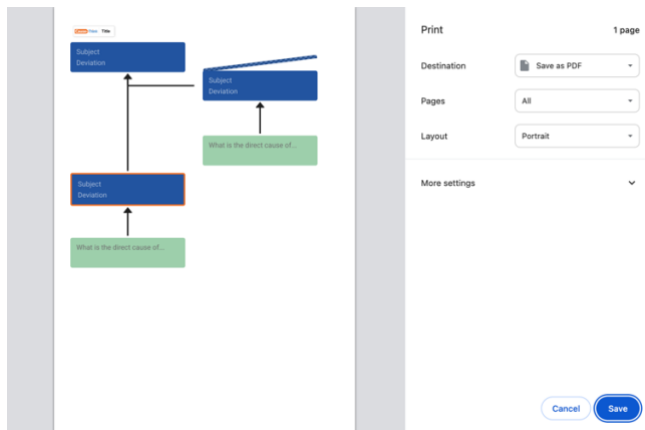 Title
Subject
Deviation
Subject
Deviation
What is the direct cause of...
Subject
Deviation
What is the direct cause of...
Print
1 page
Destination
Save as PDF
Pages
All
Layout
Portrait
More settings
Cancel
Save